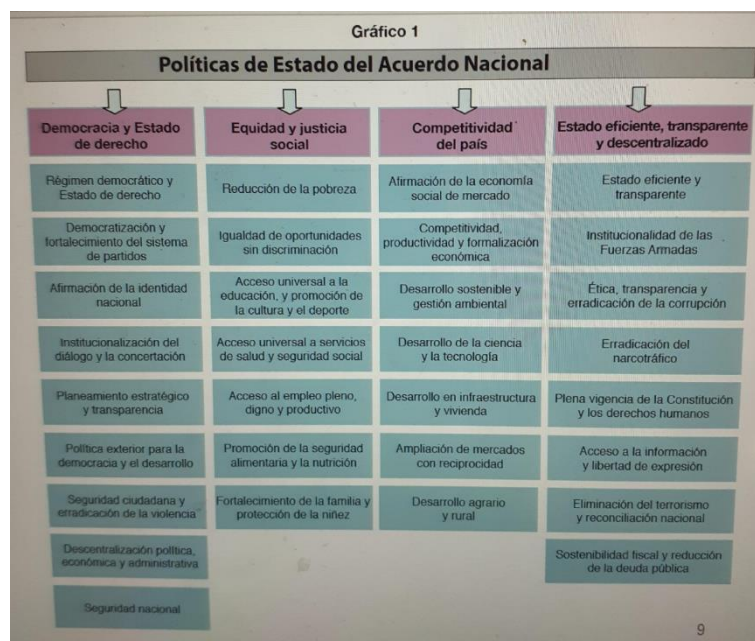 Gráfico 1
Políticas de Estado del Acuerdo Nacional
Democracia y Estado
de derecho
Régimen democrático y
Estado de derecho
Democratización y
fortalecimiento del sistema
de partidos
Afirmación de la identidad
nacional
Institucionalización del
diálogo y la concertación
Planeamiento estratégico
y transparencia
Política exterior para la
democracia y el desarrollo
Seguridad ciudadana y
erradicación de la violencia
Descentralización política,
económica y administrativa
Seguridad nacional
Equidad y justicia
social
Reducción de la pobreza
Igualdad de oportunidades
sin discriminación
Acceso universal a la
educación, y promoción de
la cultura y el deporte
Acceso universal a servicios
de salud y seguridad social
Acceso al empleo pleno,
digno y productivo
Promoción de la seguridad
alimentaria y la nutrición
Fortalecimiento de la familia y
protección de la niñez
Competitividad
del país
Afirmación de la economía
social de mercado
Competitividad,
productividad y formalización
económica
Desarrollo sostenible y
gestión ambiental
Desarrollo de la ciencia
y la tecnología
Desarrollo en infraestructura
y vivienda
Ampliación de mercados
con reciprocidad
Desarrollo agrario
y rural
Estado eficiente, transparente
y descentralizado
Estado eficiente y
transparente
Institucionalidad de las
Fuerzas Armadas
Ética, transparencia y
erradicación de la corrupción
Erradicación del
narcotráfico
Plena vigencia de la Constitución
y los derechos humanos
Acceso a la información
y libertad de expresión
Eliminación del terrorismo
y reconciliación nacional
Sostenibilidad fiscal y reducción
de la deuda pública
9